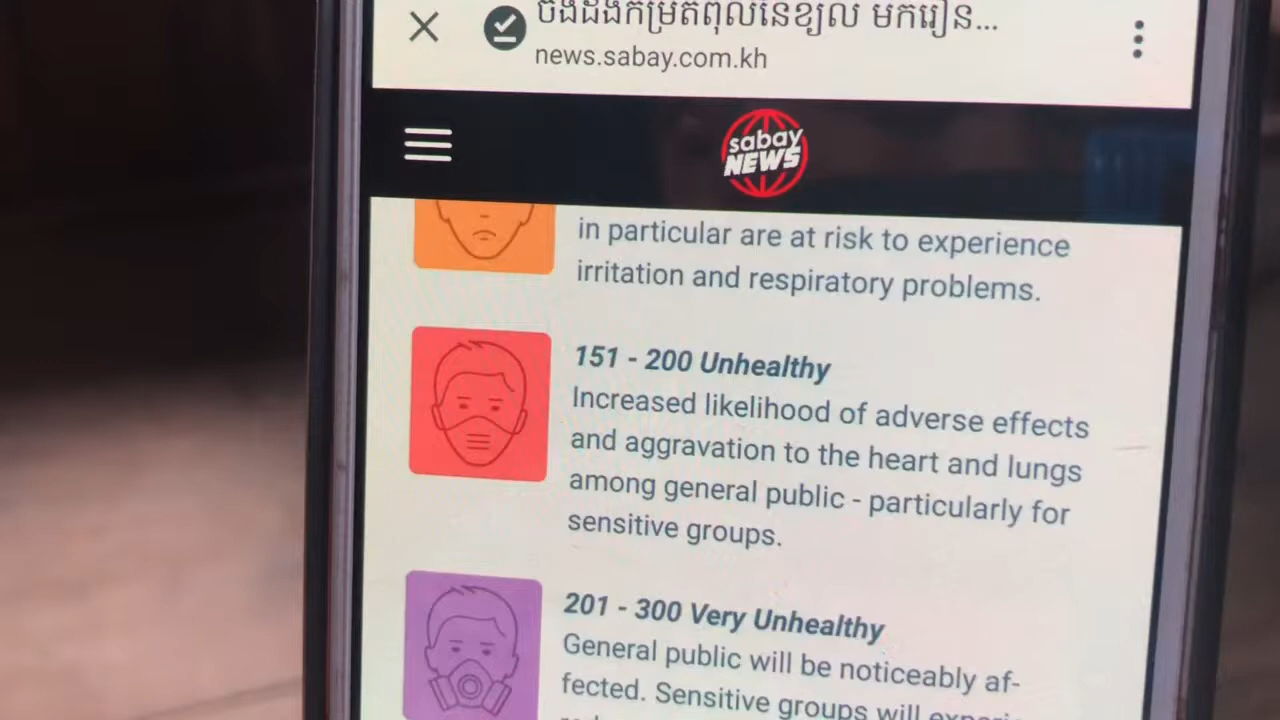 ចង់ដឹងកម្រិតពុលនៃខ្យល់ មករៀន...
news.sabay.com.kh
sabay
NEWS
in particular are at risk to experience
irritation and respiratory problems.
151 - 200 Unhealthy
Increased likelihood of adverse effects
and aggravation to the heart and lungs
among general public - particularly for
sensitive groups.
201 - 300 Very Unhealthy
General public will be noticeably af-
fected. Sensitive groups will